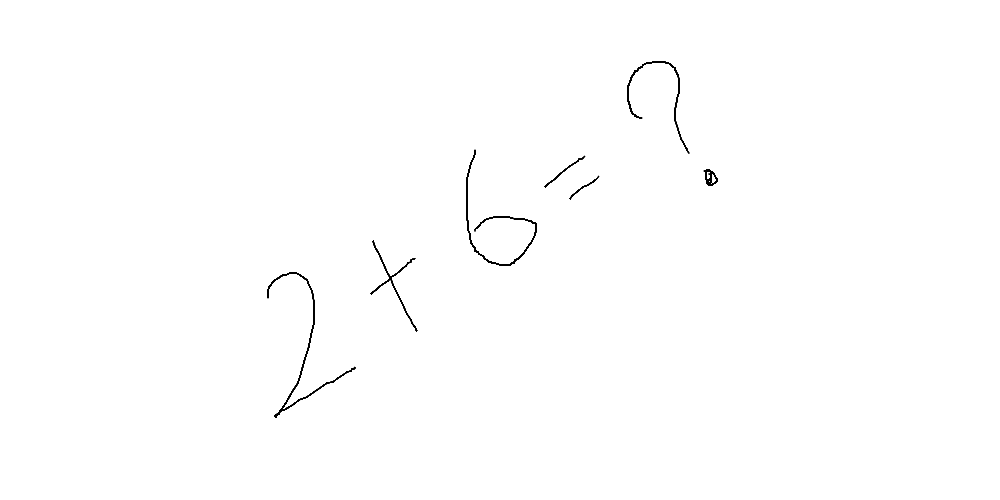 2 + 6 = ?